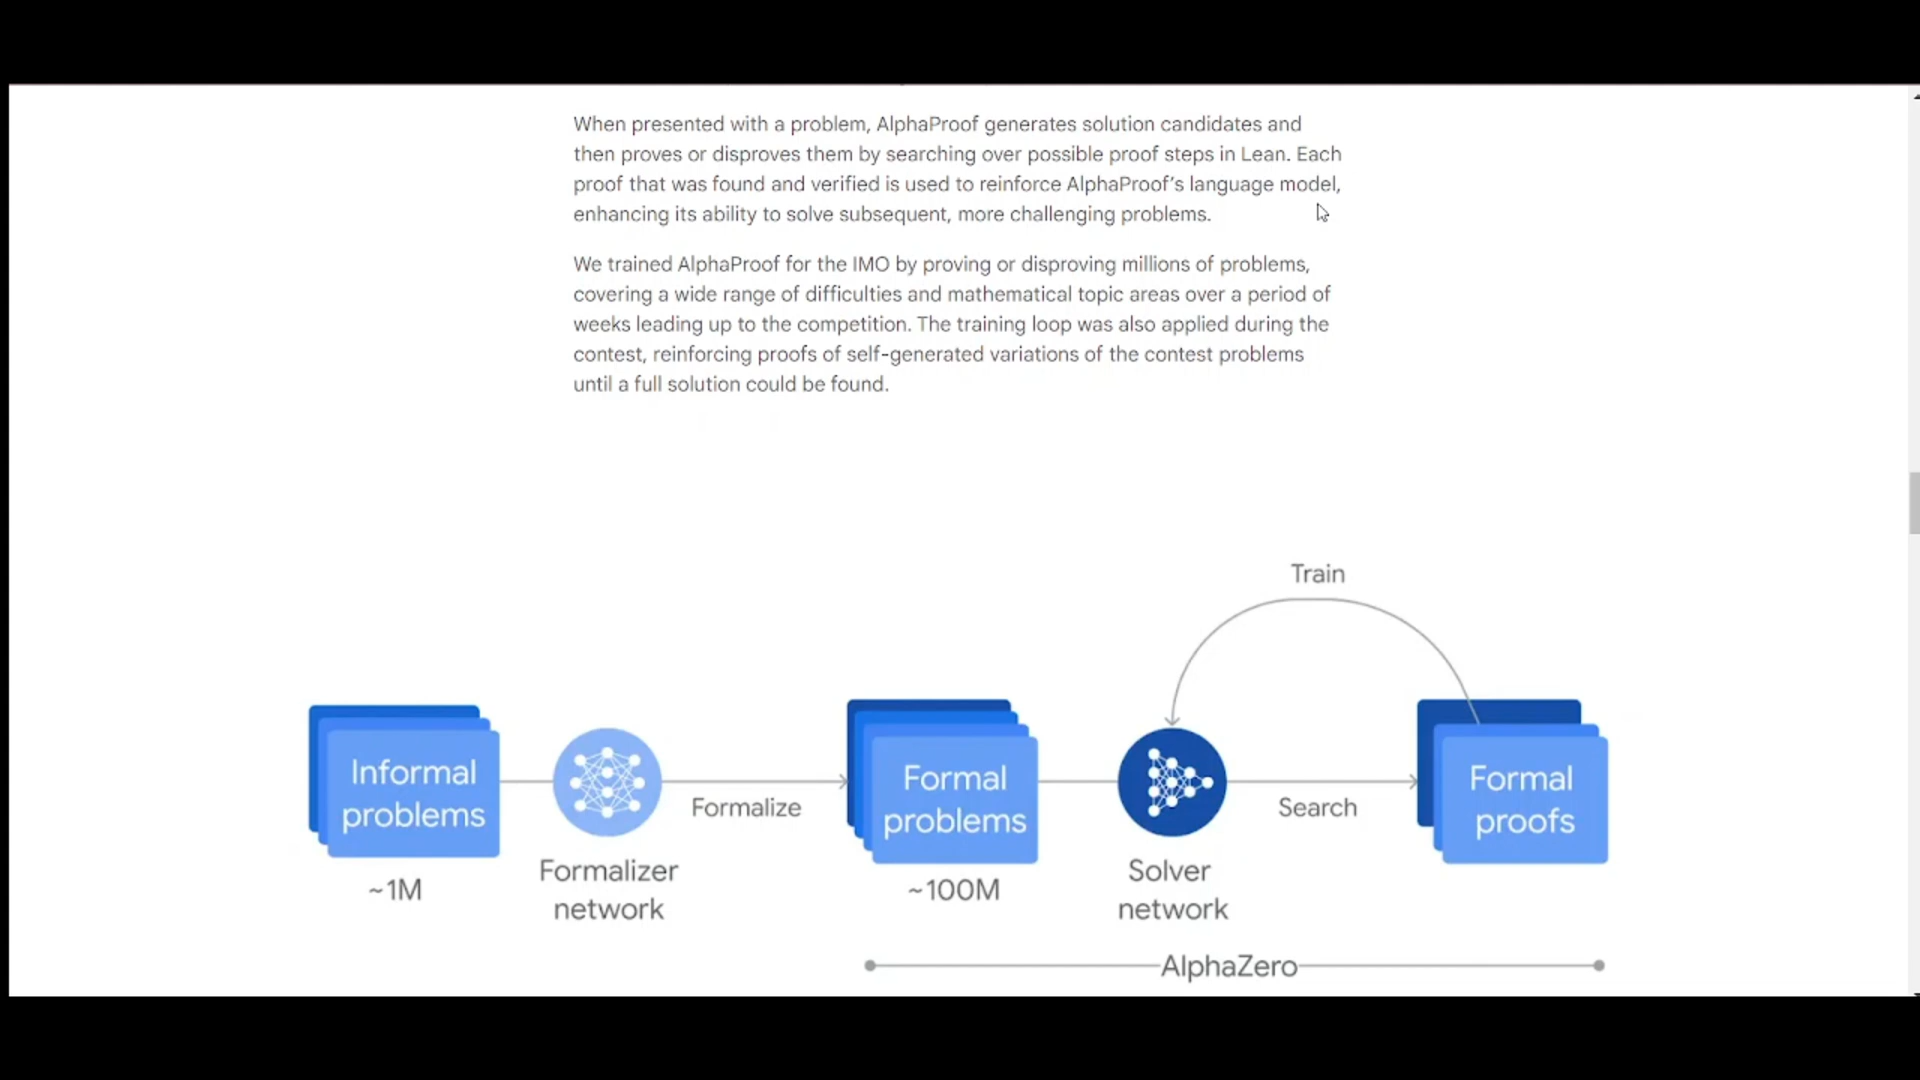 When presented with a problem, AlphaProof generates solution candidates and
then proves or disproves them by searching over possible proof steps in Lean. Each
proof that was found and verified is used to reinforce AlphaProof’s language model,
enhancing its ability to solve subsequent, more challenging problems.
We trained AlphaProof for the IMO by proving or disproving millions of problems,
covering a wide range of difficulties and mathematical topic areas over a period of
weeks leading up to the competition. The training loop was also applied during the
contest, reinforcing proofs of self-generated variations of the contest problems
until a full solution could be found.
Train
Informal
problems
~1M
Formalizer
network
Formalize
Formal
problems
~100M
Solver
network
Search
Formal
proofs
AlphaZero